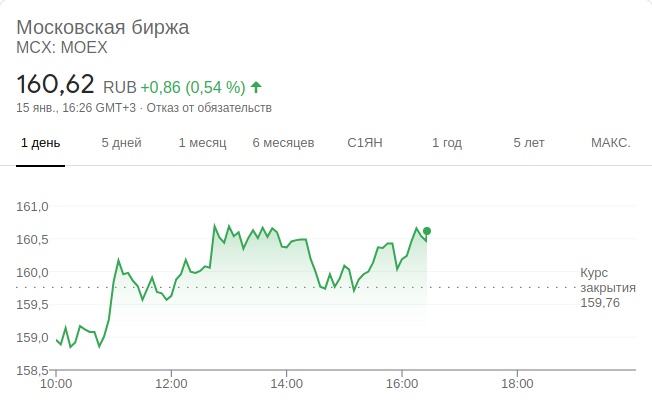 Московская биржа
MCX: MOEX
160,62 RUB +0,86 (0,54 %)
15 янв., 16:26 GMT+3 · Отказ от обязательств
1 день 5 дней 1 месяц 6 месяцев С1ЯН 1 год 5 лет МАКС.
161,0
160,5
160,0
159,5
159,0
158,5
Курс
закрытия
159,76
10:00 12:00 14:00 16:00 18:00